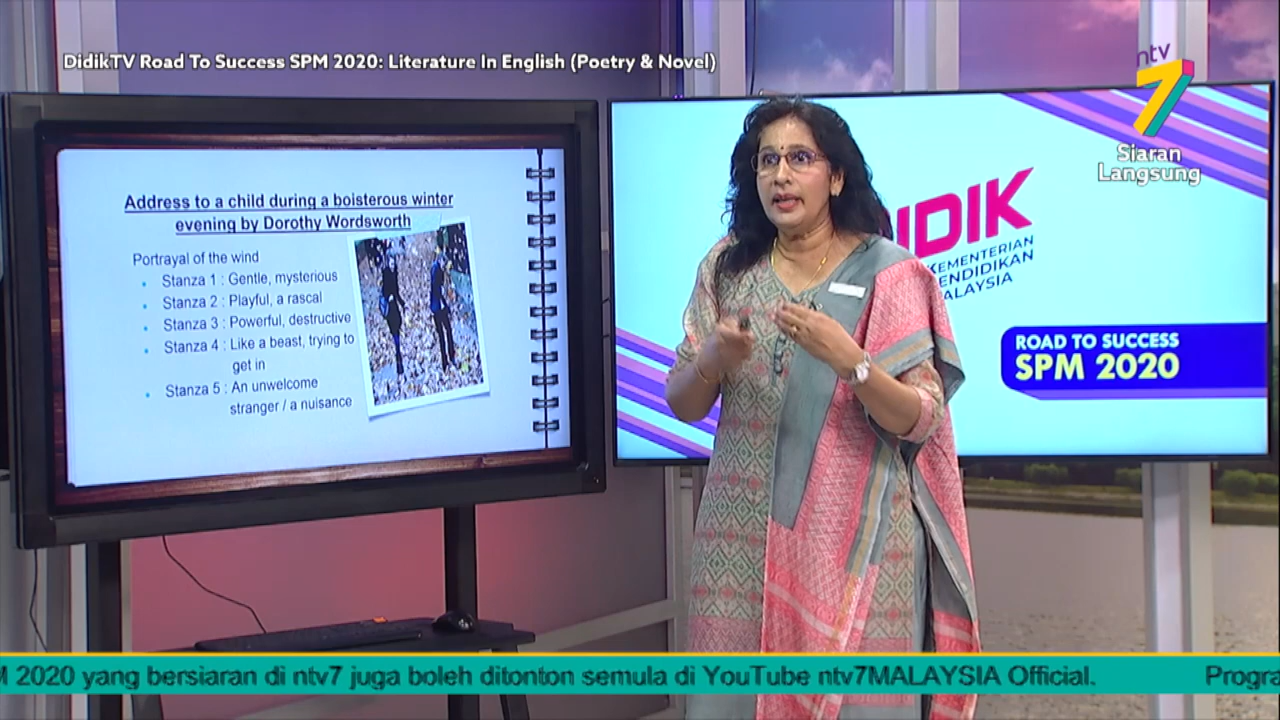 DidikTV Road To Success SPM 2020: Literature In English (Poetry & Novel)
ntv
7
Siaran
Langsung
Address to a child during a boisterous winter
evening by Dorothy Wordsworth
Portrayal of the wind
Stanza 1 : Gentle, mysterious
Stanza 2 : Playful, a rascal
Stanza 3 : Powerful, destructive
Stanza 4 : Like a beast, trying to
get in
Stanza 5 : An unwelcome
stranger / a nuisance
IDIK
KEMENTERIAN
ENDIDIKAN
ALAYSIA
ROAD TO SUCCESS
SPM 2020
M 2020 yang bersiaran di ntv7 juga boleh ditonton semula di YouTube ntv7MALAYSIA Official. Progra